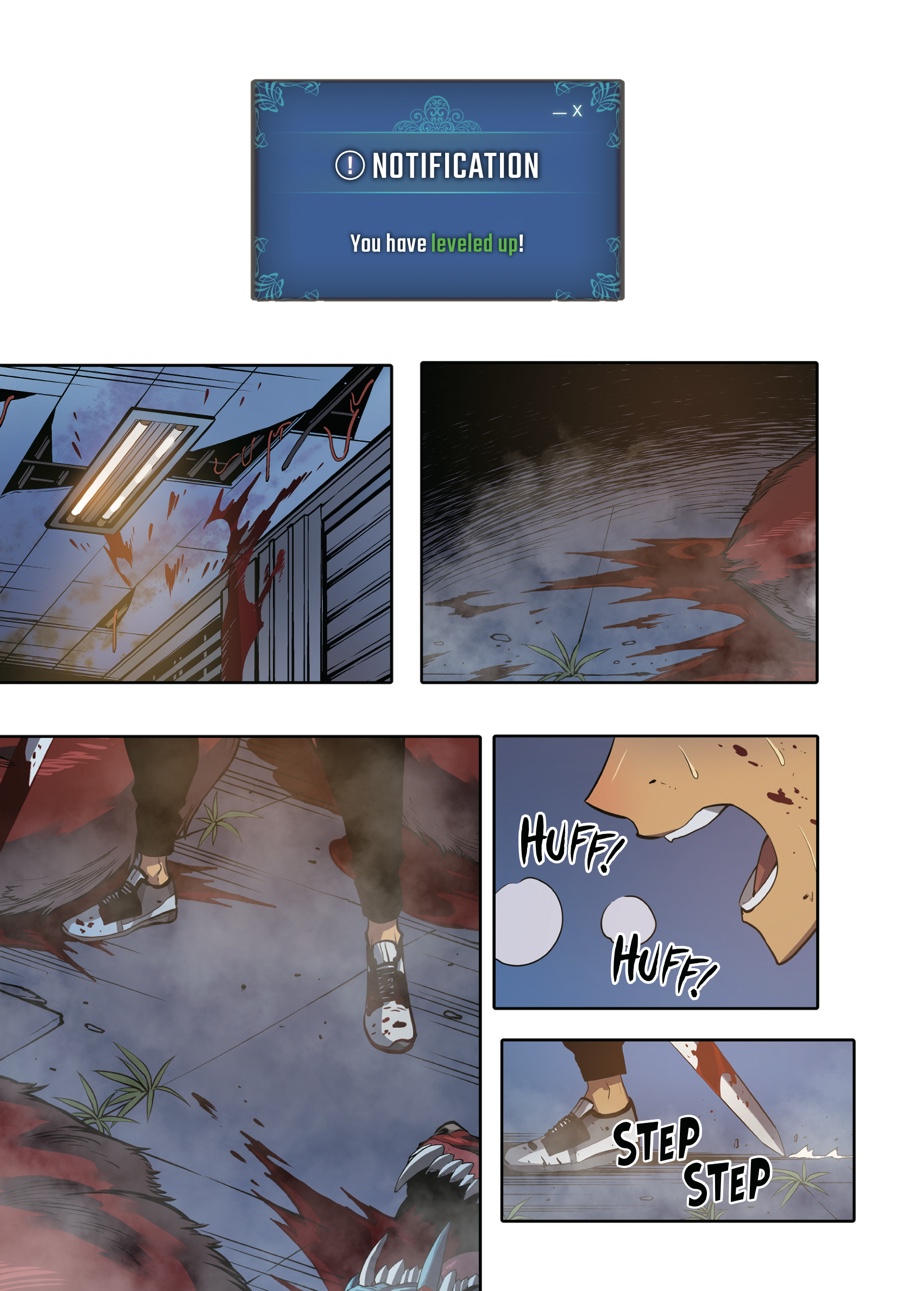 — X
! NOTIFICATION
You have leveled up!
HUFF!
HUFF!
STEP
STEP